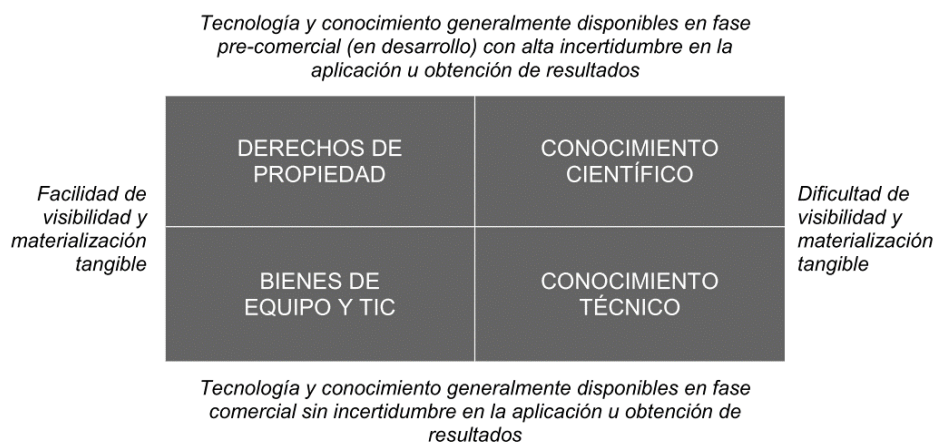 Tecnología y conocimiento generalmente disponibles en fase
pre-comercial (en desarrollo) con alta incertidumbre en la
aplicación u obtención de resultados
DERECHOS DE
PROPIEDAD
CONOCIMIENTO
CIENTÍFICO
Facilidad de
visibilidad y
materialización
tangible
Dificultad de
visibilidad y
materialización
tangible
BIENES DE
EQUIPO Y TIC
CONOCIMIENTO
TÉCNICO
Tecnología y conocimiento generalmente disponibles en fase
comercial sin incertidumbre en la aplicación u obtención de
resultados